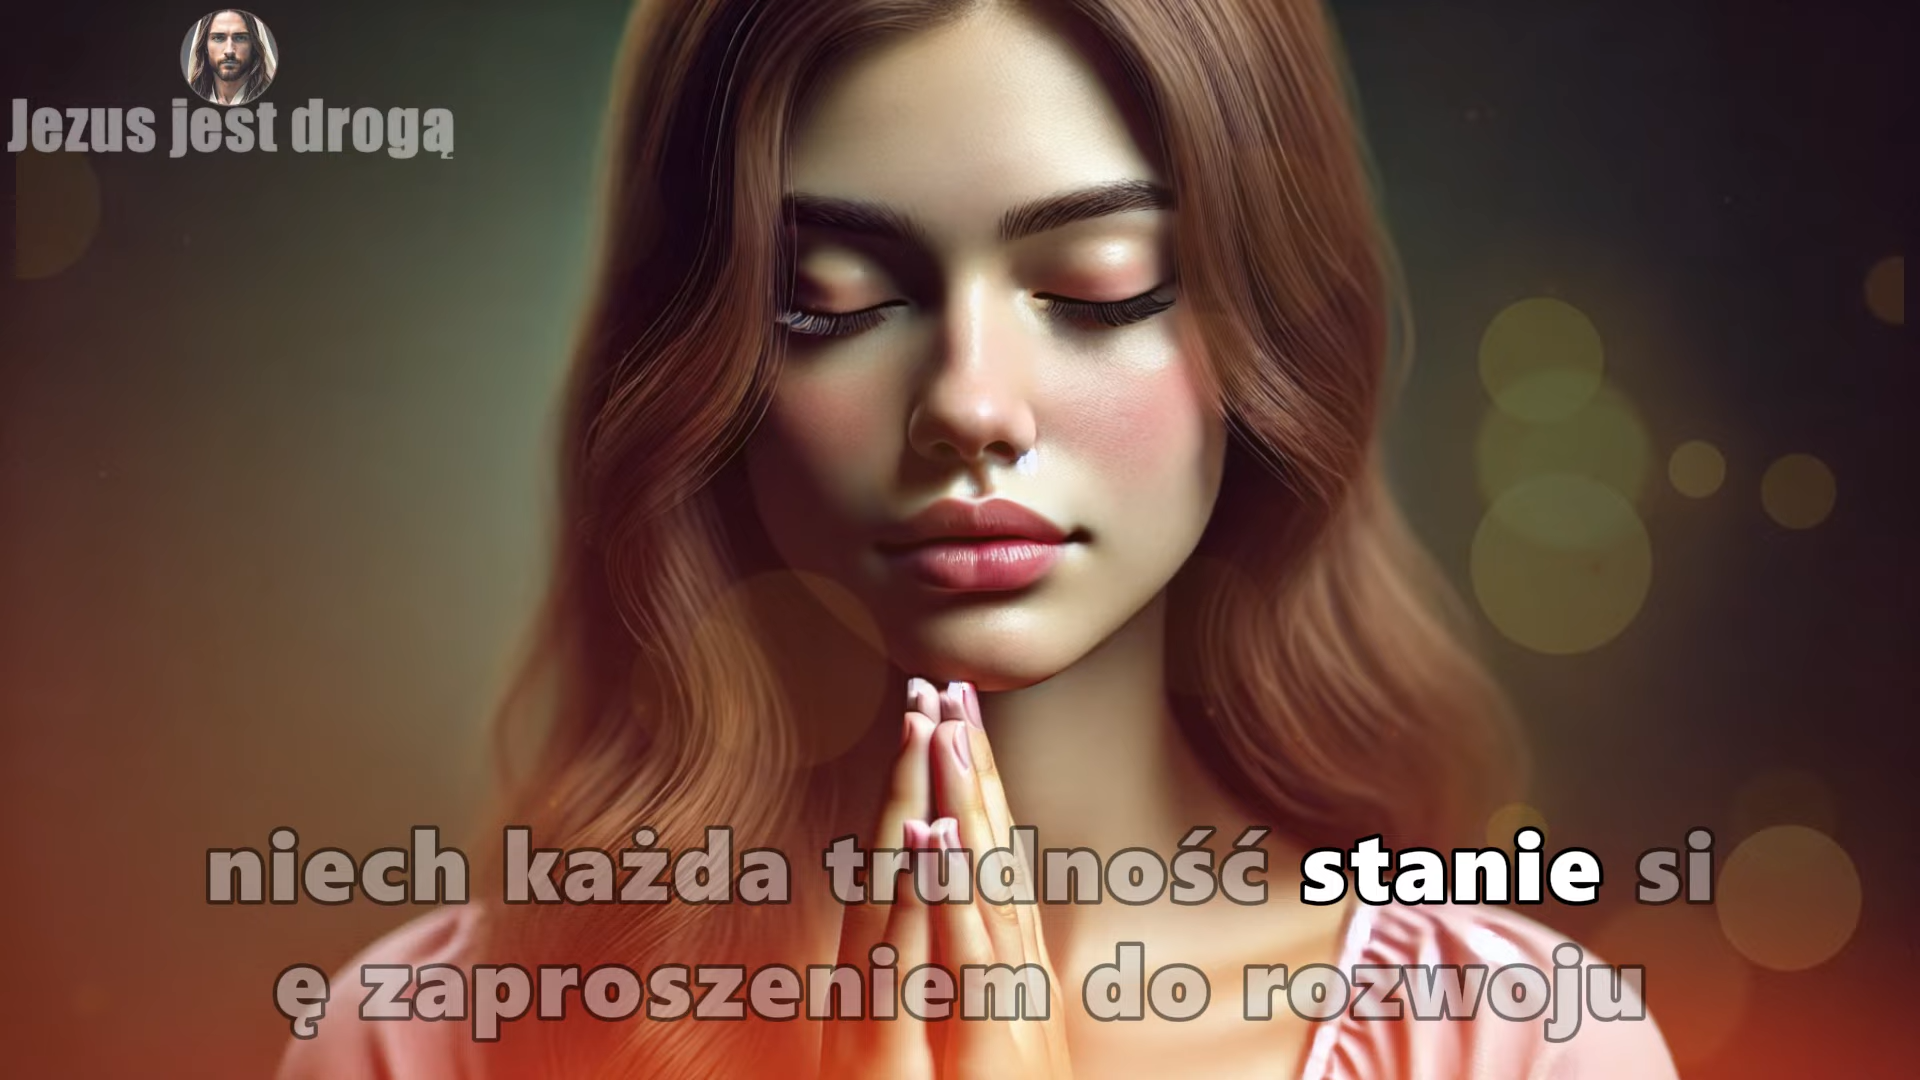 Jezus jest drogą
niech każda trudność stanie si
ę zaproszeniem do rozwoju